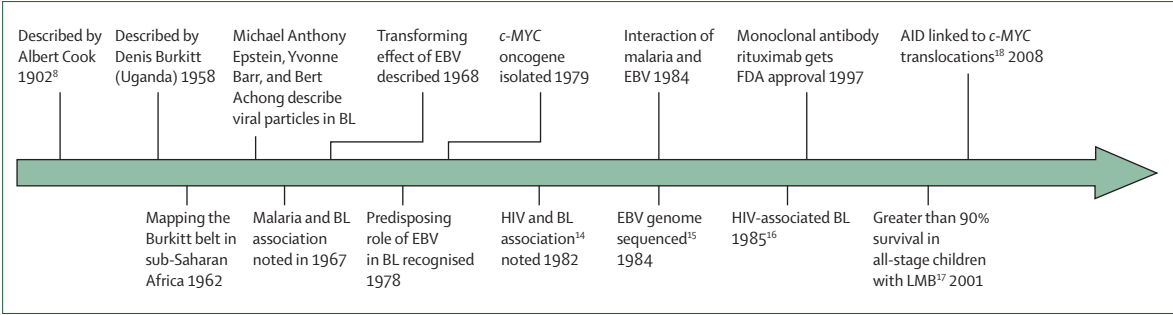 Described by
Albert Cook
1902⁸
Described by
Denis Burkitt
(Uganda) 1958
Michael Anthony
Epstein, Yvonne
Barr, and Bert
Achong describe
viral particles in BL
Transforming
effect of EBV
described 1968
c-MYC
oncogene
isolated 1979
Interaction of
malaria and
EBV 1984
Monoclonal antibody
rituximab gets
FDA approval 1997
AID linked to c-MYC
translocations¹⁸ 2008
Mapping the
Burkitt belt in
sub-Saharan
Africa 1962
Malaria and BL
association
noted in 1967
Predisposing
role of EBV
in BL recognised
1978
HIV and BL
association¹⁴
noted 1982
EBV genome
sequenced¹⁵
1984
HIV-associated BL
1985¹⁶
Greater than 90%
survival in
all-stage children
with LMB¹⁷ 2001